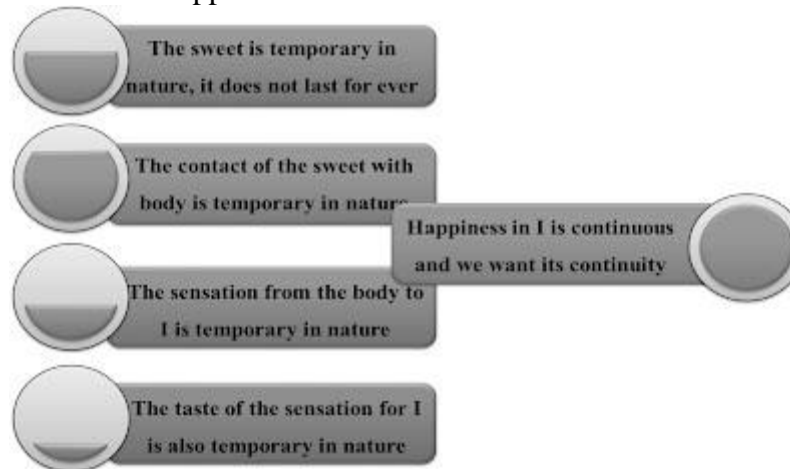 The sweet is temporary in
nature, it does not last for ever
The contact of the sweet with
body is temporary in nature
Happiness in I is continuous
and we want its continuity
The sensation from the body to
I is temporary in nature
The taste of the sensation for I
is also temporary in nature